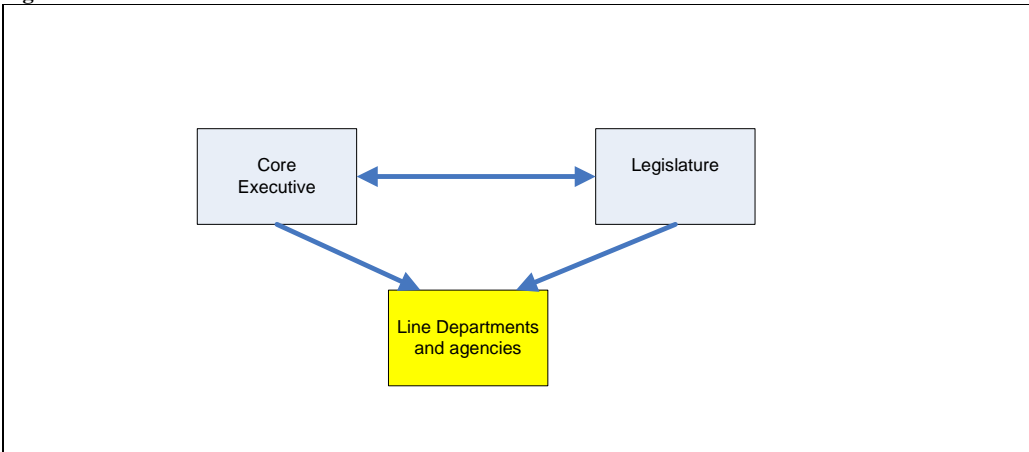 Core
Executive
Legislature
Line Departments
and agencies